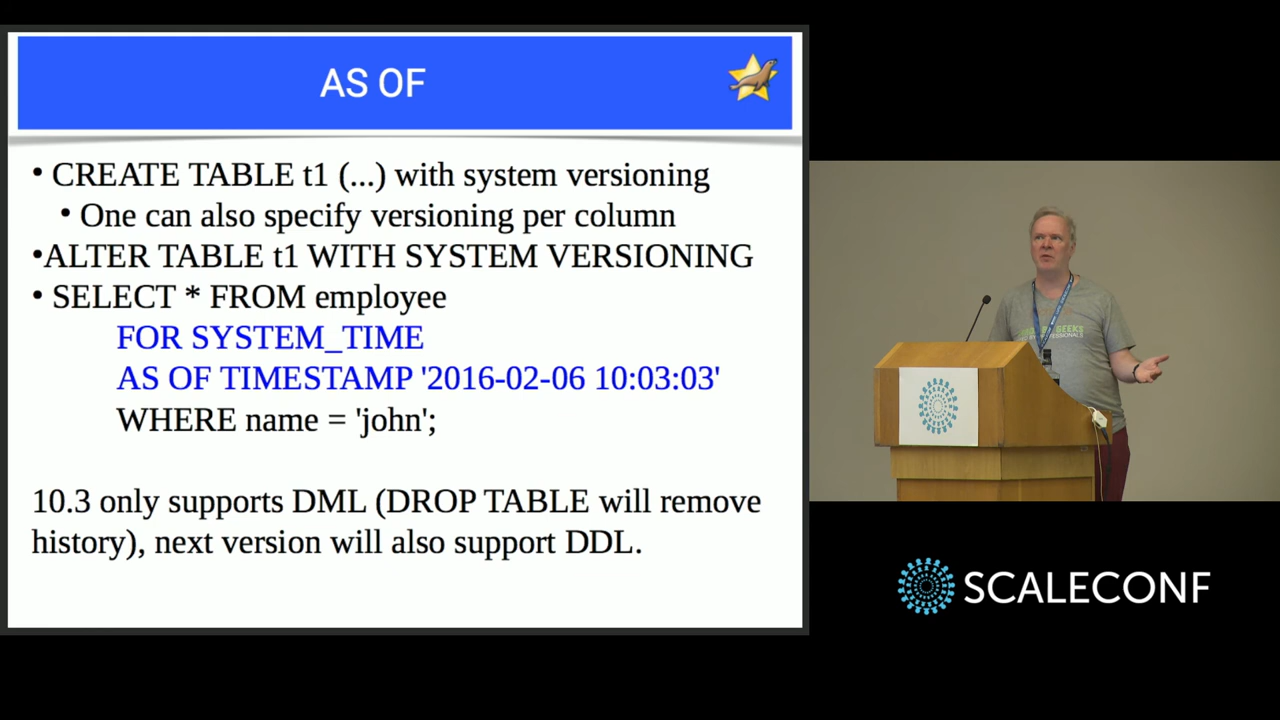 AS OF
• CREATE TABLE t1 (...) with system versioning
• One can also specify versioning per column
•ALTER TABLE t1 WITH SYSTEM VERSIONING
• SELECT * FROM employee
FOR SYSTEM_TIME
AS OF TIMESTAMP '2016-02-06 10:03:03'
WHERE name = 'john';
10.3 only supports DML (DROP TABLE will remove
history), next version will also support DDL.
GEEKS
SCALECONF